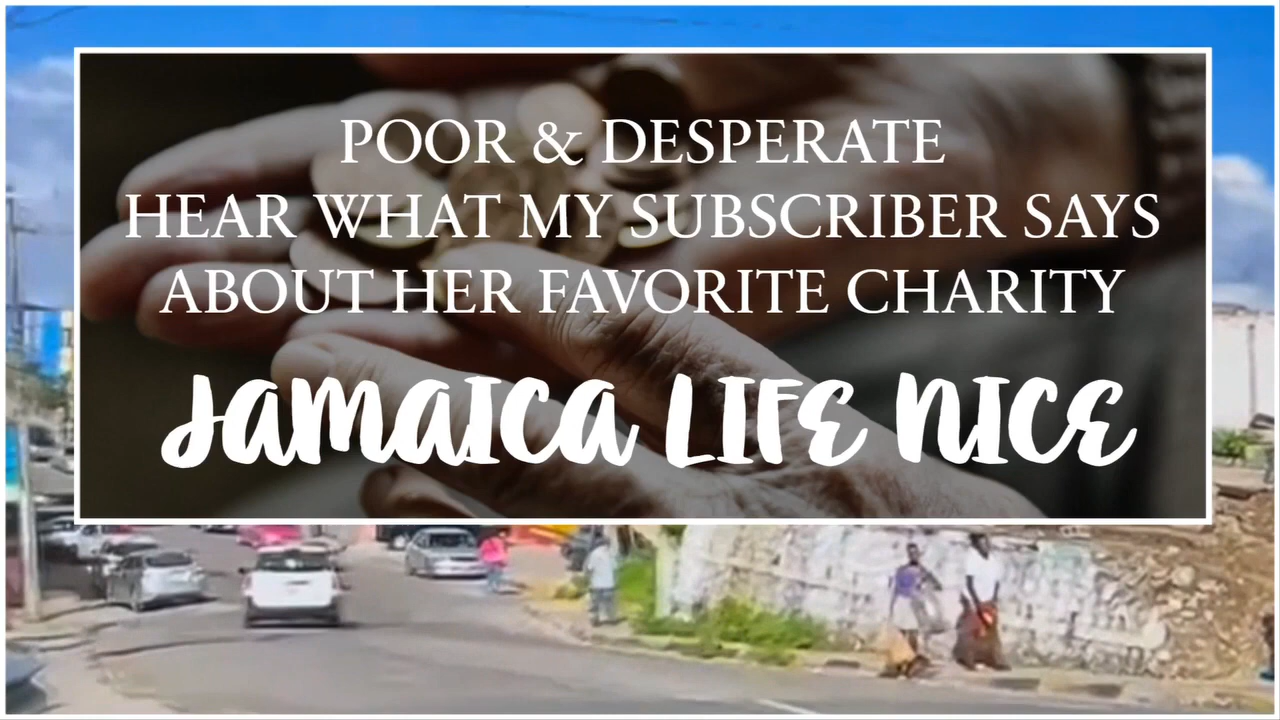 POOR & DESPERATE
HEAR WHAT MY SUBSCRIBER SAYS
ABOUT HER FAVORITE CHARITY
JAMAICA LIFE NICE